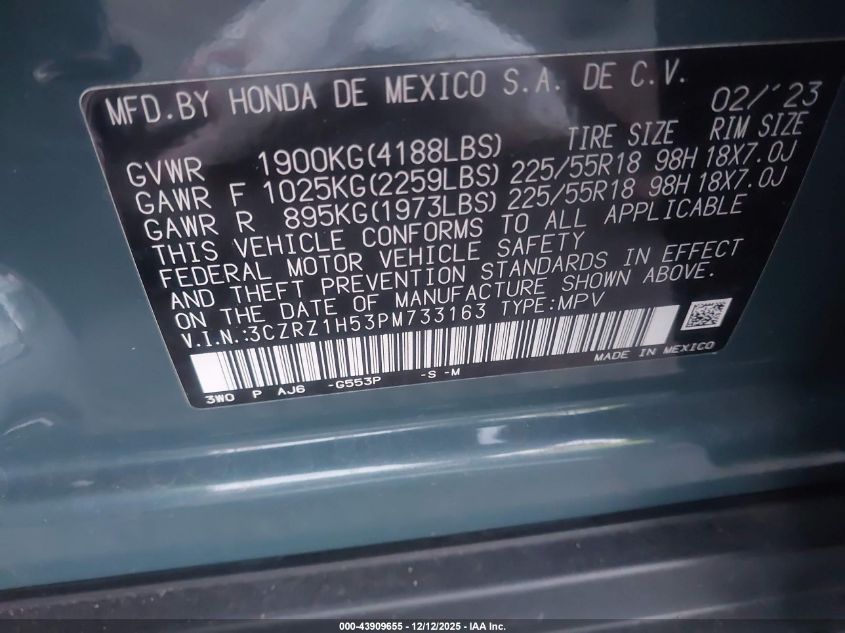 MFD.BY HONDA DE MEXICO S.A. DE C.V.
02/'23
TIRE SIZE RIM SIZE
GVWR 1900KG(4188LBS)
GAWR F 1025KG(2259LBS) 225/55R18 98H 18X7.0J
GAWR R 895KG(1973LBS) 225/55R18 98H 18X7.0J
THIS VEHICLE CONFORMS TO ALL APPLICABLE
FEDERAL MOTOR VEHICLE SAFETY
AND THEFT PREVENTION STANDARDS IN EFFECT
ON THE DATE OF MANUFACTURE SHOWN ABOVE.
V.I.N.:3CZRZ1H53PM733163 TYPE:MPV
MADE IN MEXICO
3WO P AJ6 -G553P -S -M
000-43909655 - 12/12/2025 - IAA Inc.